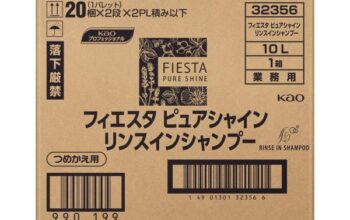 (1パレット)
20梱×2段×2PL積み以下
落下厳禁
kao
プロフェッショナル
FIESTA
PURE SHINE
32356
フィエスタ ピュアシャイン
リンスインシャンプー
10L
1箱
業務用
kao
フィエスタ ピュアシャイン
リンスインシャンプー
つめかえ用
RINSE IN SHAMPOO
990 199
1 49 01301 32356 6